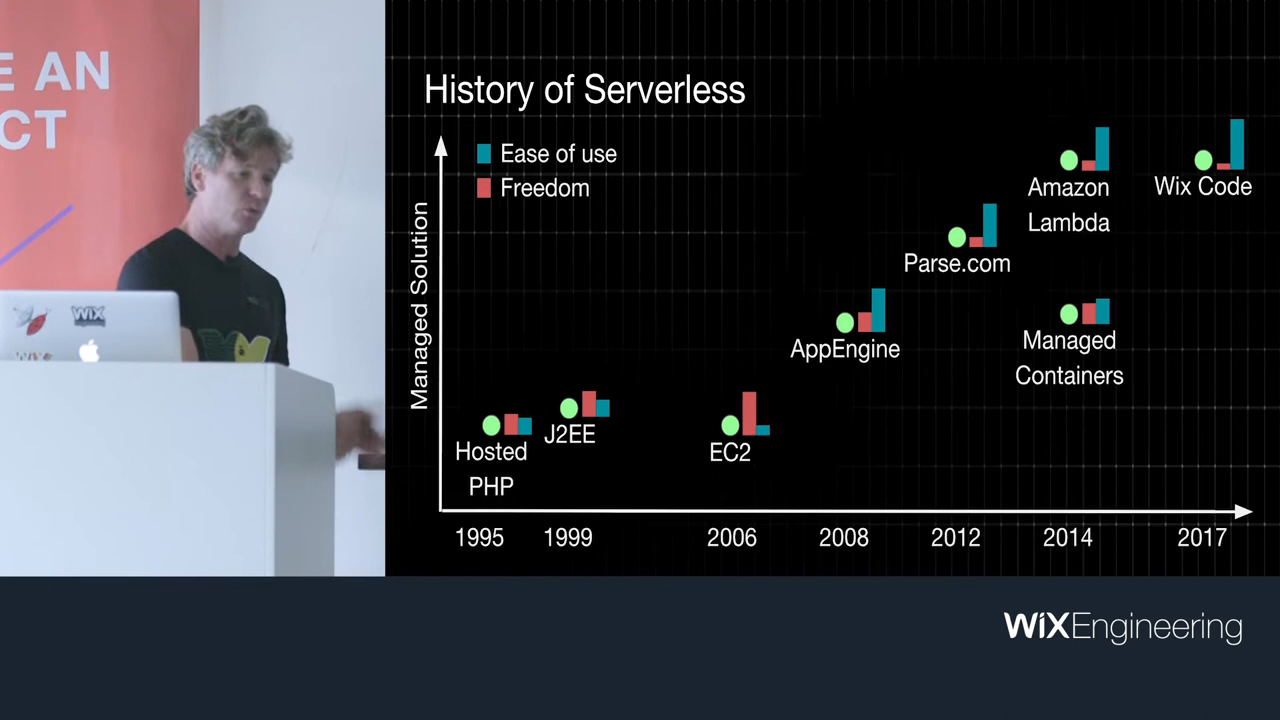 E AN
CT
WiX
History of Serverless
Ease of use
Freedom
Managed Solution
Hosted
PHP
J2EE
EC2
AppEngine
Parse.com
Amazon
Lambda
Managed
Containers
Wix Code
1995
1999
2006
2008
2012
2014
2017
WiXEngineering